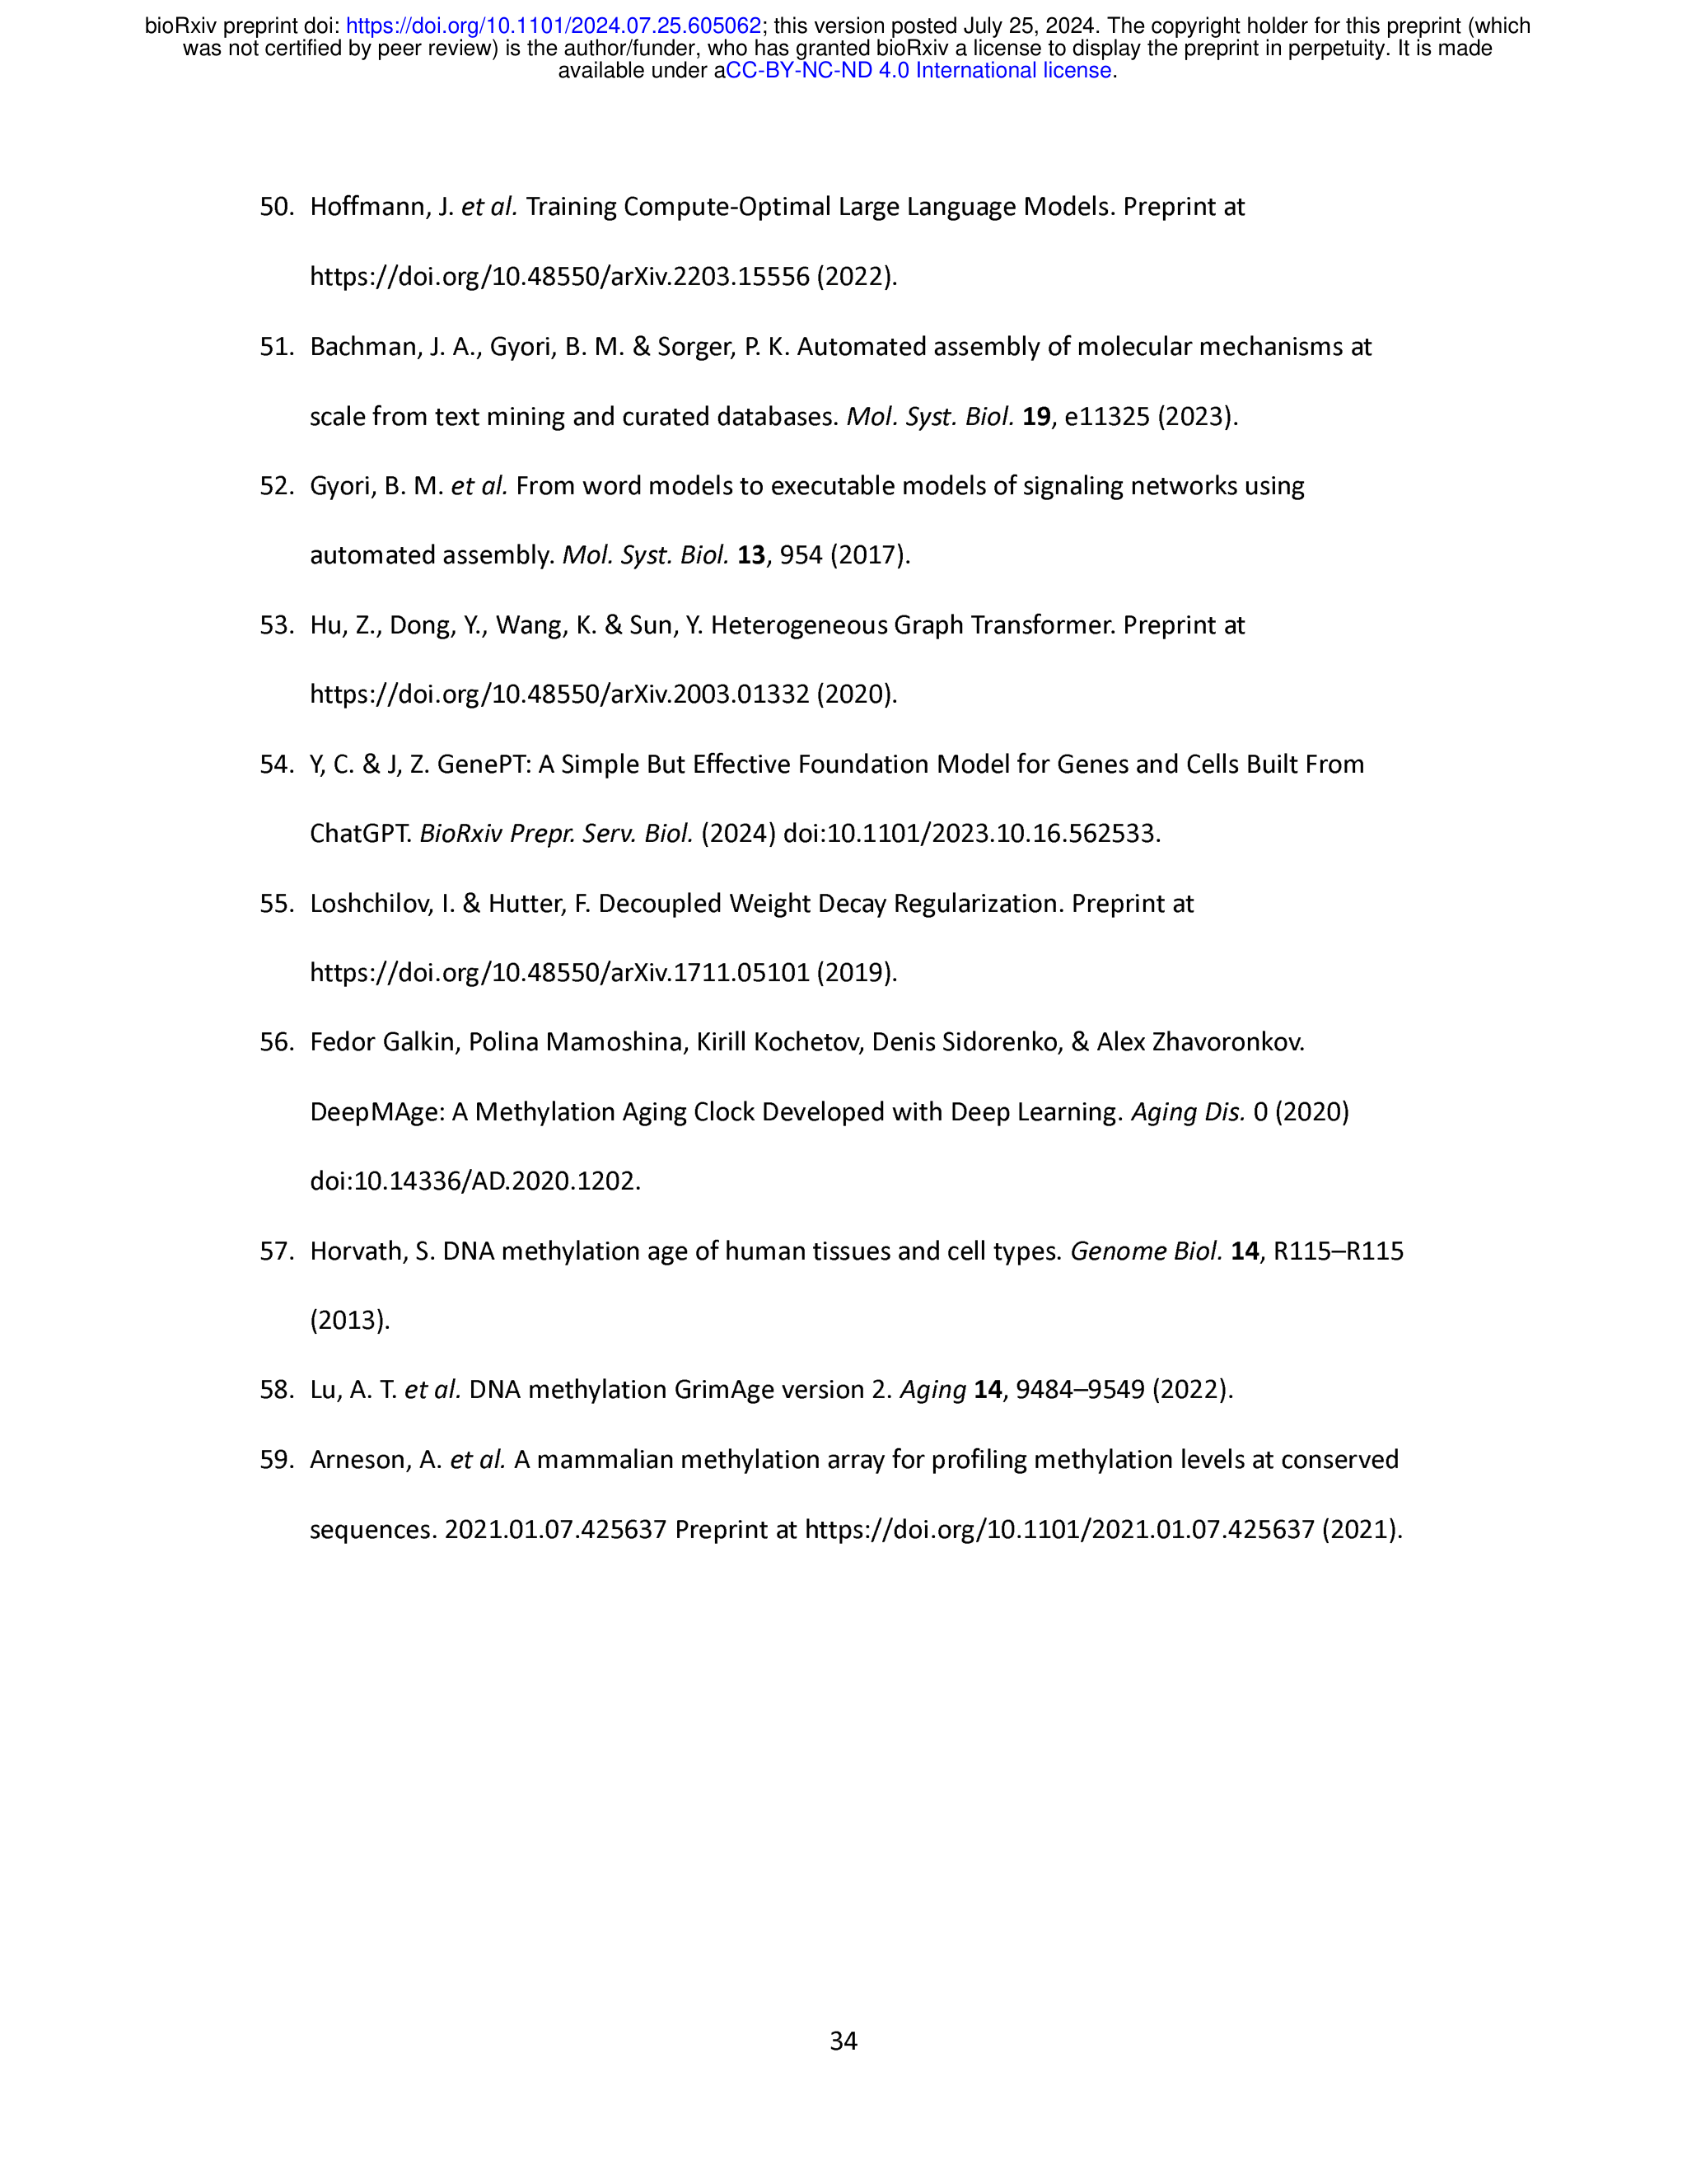 bioRxiv preprint doi: https://doi.org/10.1101/2024.07.25.605062; this version posted July 25, 2024. The copyright holder for this preprint (which
was not certified by peer review) is the author/funder, who has granted bioRxiv a license to display the preprint in perpetuity. It is made
available under aCC-BY-NC-ND 4.0 International license.
50. Hoffmann, J. et al. Training Compute-Optimal Large Language Models. Preprint at
https://doi.org/10.48550/arXiv.2203.15556 (2022).
51. Bachman, J. A., Gyori, B. M. & Sorger, P. K. Automated assembly of molecular mechanisms at
scale from text mining and curated databases. Mol. Syst. Biol. 19, e11325 (2023).
52. Gyori, B. M. et al. From word models to executable models of signaling networks using
automated assembly. Mol. Syst. Biol. 13, 954 (2017).
53. Hu, Z., Dong, Y., Wang, K. & Sun, Y. Heterogeneous Graph Transformer. Preprint at
https://doi.org/10.48550/arXiv.2003.01332 (2020).
54. Y, C. & J, Z. GenePT: A Simple But Effective Foundation Model for Genes and Cells Built From
ChatGPT. BioRxiv Prepr. Serv. Biol. (2024) doi:10.1101/2023.10.16.562533.
55. Loshchilov, I. & Hutter, F. Decoupled Weight Decay Regularization. Preprint at
https://doi.org/10.48550/arXiv.1711.05101 (2019).
56. Fedor Galkin, Polina Mamoshina, Kirill Kochetov, Denis Sidorenko, & Alex Zhavoronkov.
DeepMAge: A Methylation Aging Clock Developed with Deep Learning. Aging Dis. 0 (2020)
doi:10.14336/AD.2020.1202.
57. Horvath, S. DNA methylation age of human tissues and cell types. Genome Biol. 14, R115–R115
(2013).
58. Lu, A. T. et al. DNA methylation GrimAge version 2. Aging 14, 9484–9549 (2022).
59. Arneson, A. et al. A mammalian methylation array for profiling methylation levels at conserved
sequences. 2021.01.07.425637 Preprint at https://doi.org/10.1101/2021.01.07.425637 (2021).
34